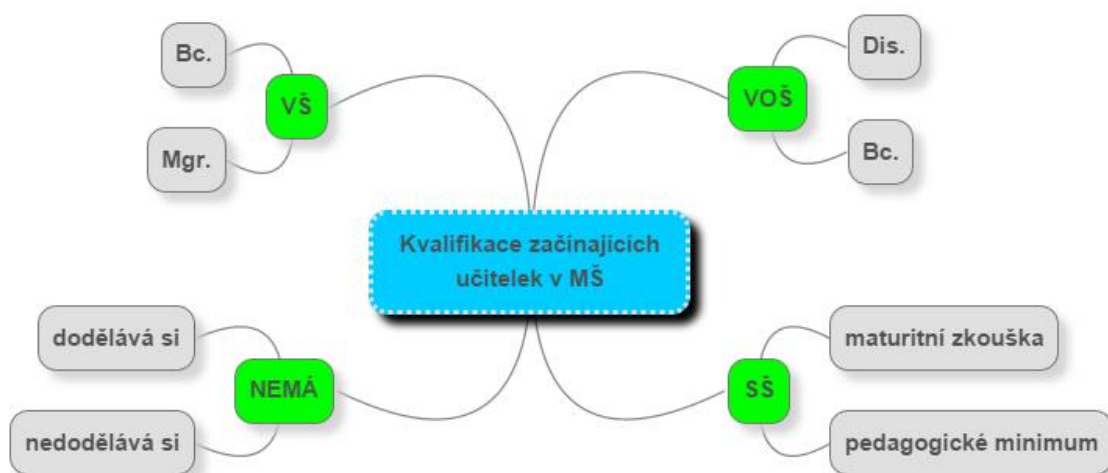 Bc.
VŠ
Mgr.
Dis.
VOŠ
Bc.
Kvalifikace začínajících
učitelek v MŠ
dodělává si
NEMÁ
nedodělává si
maturitní zkouška
SŠ
pedagogické minimum